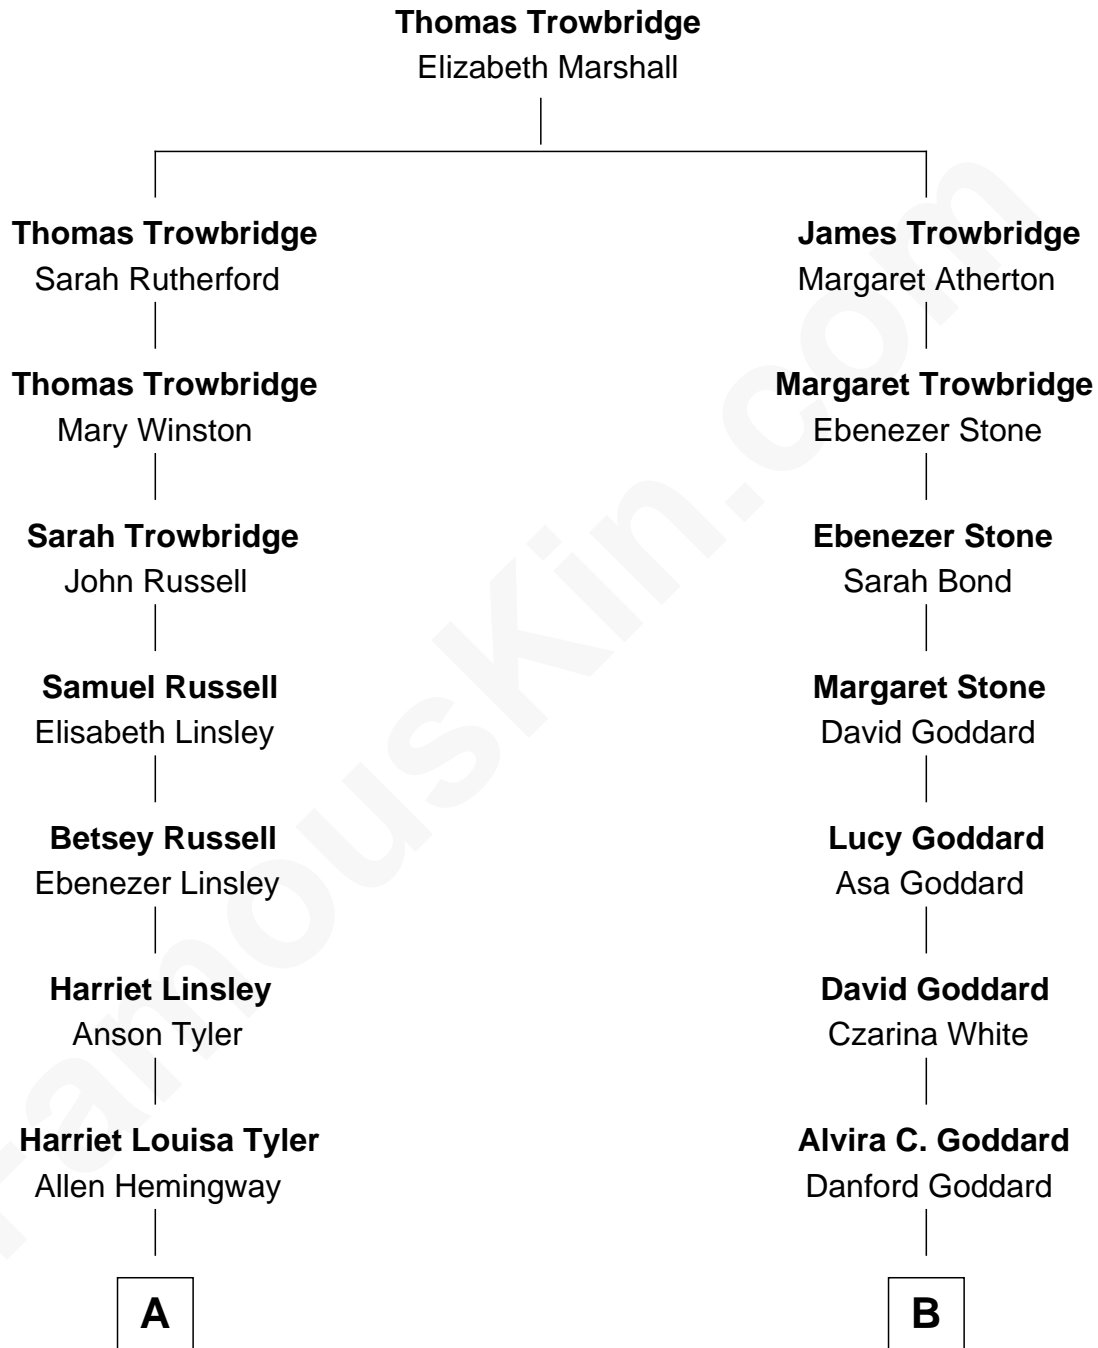 Thomas Trowbridge
Elizabeth Marshall
Thomas Trowbridge
Sarah Rutherford
Thomas Trowbridge
Mary Winston
Sarah Trowbridge
John Russell
Samuel Russell
Elisabeth Linsley
Betsey Russell
Ebenezer Linsley
Harriet Linsley
Anson Tyler
Harriet Louisa Tyler
Allen Hemingway
A
James Trowbridge
Margaret Atherton
Margaret Trowbridge
Ebenezer Stone
Ebenezer Stone
Sarah Bond
Margaret Stone
David Goddard
Lucy Goddard
Asa Goddard
David Goddard
Czarina White
Alvira C. Goddard
Danford Goddard
B
FamousKin.com